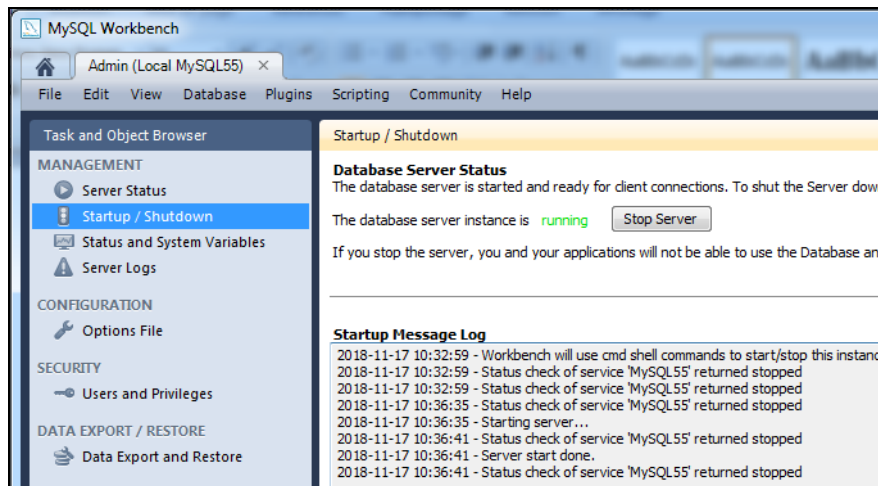 MySQL Workbench
Admin (Local MySQL55)
File Edit View Database Plugins Scripting Community Help
Task and Object Browser
MANAGEMENT
Server Status
Startup / Shutdown
Status and System Variables
Server Logs
CONFIGURATION
Options File
SECURITY
Users and Privileges
DATA EXPORT / RESTORE
Data Export and Restore
Startup / Shutdown
Database Server Status
The database server is started and ready for client connections. To shut the Server dow
The database server instance is running Stop Server
If you stop the server, you and your applications will not be able to use the Database an
Startup Message Log
2018-11-17 10:32:59 - Workbench will use cmd shell commands to start/stop this instanc
2018-11-17 10:32:59 - Status check of service 'MySQL55' returned stopped
2018-11-17 10:32:59 - Status check of service 'MySQL55' returned stopped
2018-11-17 10:36:35 - Status check of service 'MySQL55' returned stopped
2018-11-17 10:36:35 - Starting server...
2018-11-17 10:36:41 - Status check of service 'MySQL55' returned stopped
2018-11-17 10:36:41 - Server start done.
2018-11-17 10:36:41 - Status check of service 'MySQL55' returned stopped